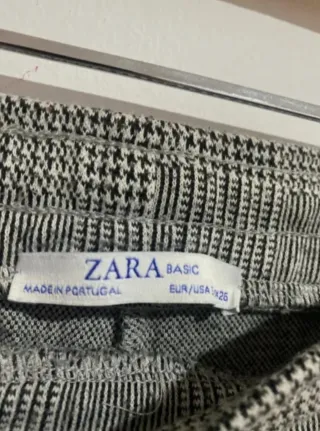 ZARA BASIC
MADE IN PORTUGAL EUR/USA